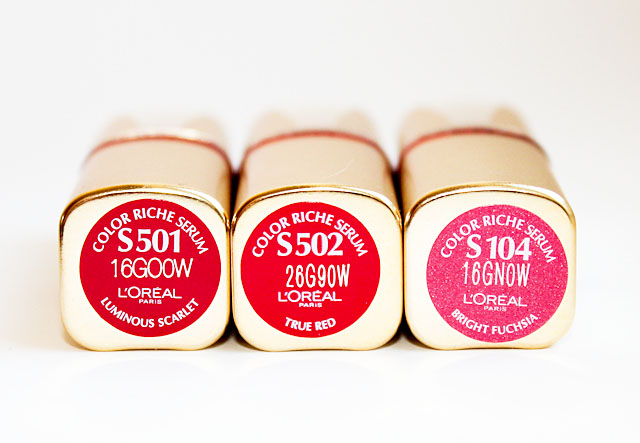 COLOR RICHE SERUM
S501
16G00W
L'ORÉAL
PARIS
LUMINOUS SCARLET
COLOR RICHE SERUM
S502
26G90W
L'ORÉAL
PARIS
TRUE RED
COLOR RICHE SERUM
S 104
16GN0W
L'ORÉAL
PARIS
BRIGHT FUCHSIA